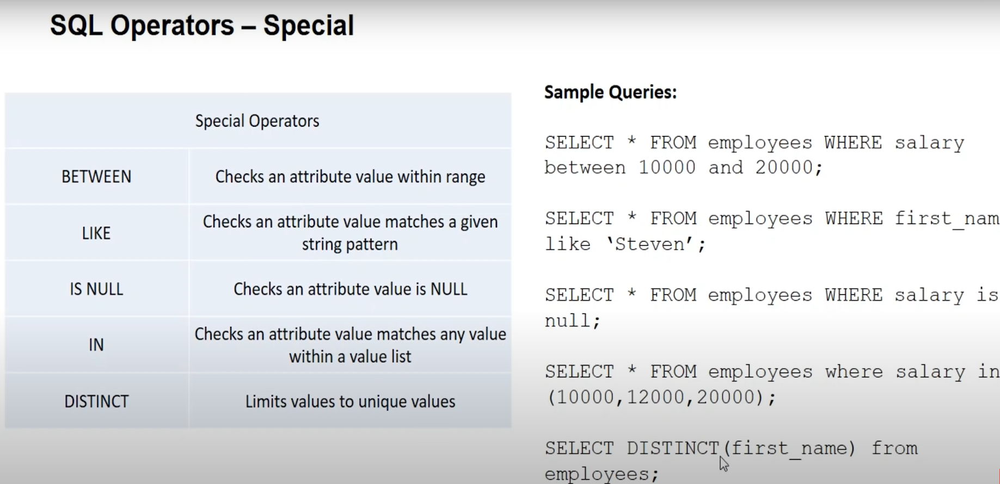 SQL Operators – Special
Special Operators
BETWEEN
Checks an attribute value within range
LIKE
Checks an attribute value matches a given
string pattern
IS NULL
Checks an attribute value is NULL
IN
Checks an attribute value matches any value
within a value list
DISTINCT
Limits values to unique values
Sample Queries:
SELECT * FROM employees WHERE salary
between 10000 and 20000;
SELECT * FROM employees WHERE first_nam
like ‘Steven’;
SELECT * FROM employees WHERE salary is
null;
SELECT * FROM employees where salary in
(10000,12000,20000);
SELECT DISTINCT(first_name) from
employees;